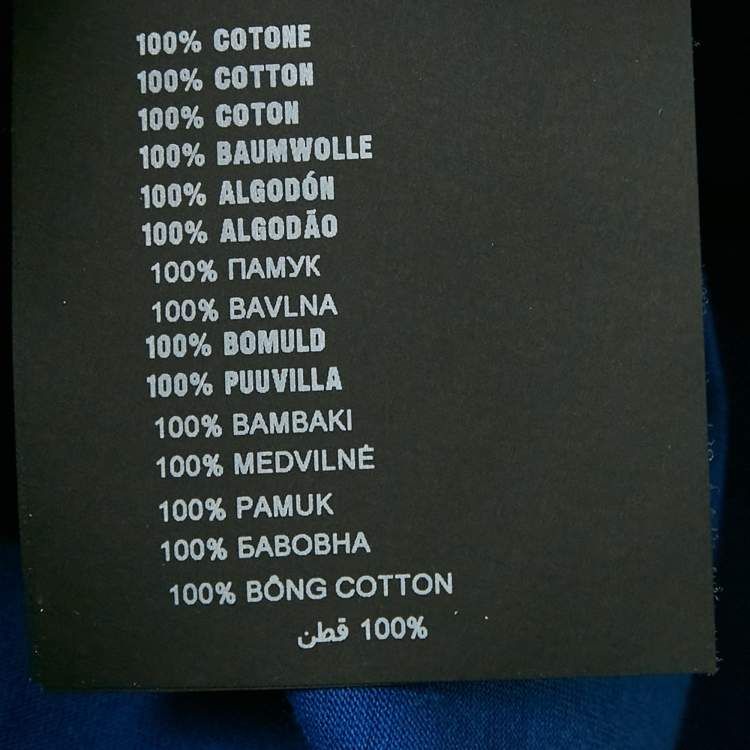 100% COTONE
100% COTTON
100% COTON
100% BAUMWOLLE
100% ALGODÓN
100% ALGODÃO
100% ПАМУК
100% BAVLNA
100% BOMULD
100% PUUVILLA
100% BAMBAKI
100% MEDVILNĖ
100% PAMUK
100% БАВОВНА
100% BÔNG COTTON
100% قطن